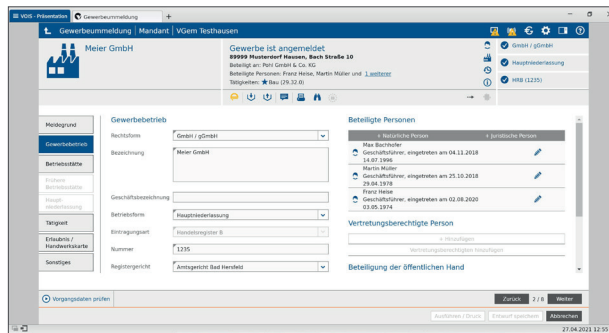 VOIS - Präsentation
Gewerbeummeldung
Gewerbeummeldung | Mandant | VGem Testhausen
Meier GmbH
Gewerbe ist angemeldet
89999 Musterdorf Hausen, Bach Straße 10
Beteiligt an: Pohl GmbH & Co. KG
Beteiligte Personen: Franz Heise, Martin Müller und 1 weiterer
Tätigkeiten: Bau (29.32.0)
GmbH / gGmbH
Hauptniederlassung
HRB (1235)
Meldegrund
Gewerbebetrieb
Betriebsstätte
Frühere
Betriebsstätte
Haupt-
niederlassung
Tätigkeit
Erlaubnis /
Handwerkskarte
Sonstiges
Gewerbebetrieb
Rechtsform
GmbH / gGmbH
Bezeichnung
Meier GmbH
Geschäftsbezeichnung
Betriebsform
Hauptniederlassung
Eintragungsart
Handelsregister B
Nummer
1235
Registergericht
Amtsgericht Bad Hersfeld
Beteiligte Personen
+ Natürliche Person
+ Juristische Person
Max Bachhofer
Geschäftsführer, eingetreten am 04.11.2018
14.07.1996
Martin Müller
Geschäftsführer, eingetreten am 25.10.2018
29.04.1978
Franz Heise
Geschäftsführer, eingetreten am 02.08.2020
03.05.1974
Vertretungsberechtigte Person
+ Hinzufügen
Vertretungsberechtigten hinzufügen
Beteiligung der öffentlichen Hand
Vorgangsdaten prüfen
Zurück
2 / 8
Weiter
Ausführen / Druck
Entwurf speichern
Abbrechen
27.04.2021 12:55